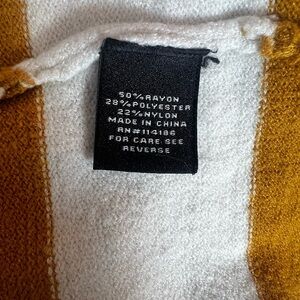 50%RAYON
28%POLYESTER
22%NYLON
MADE IN CHINA
RN#114186
FOR CARE SEE
REVERSE